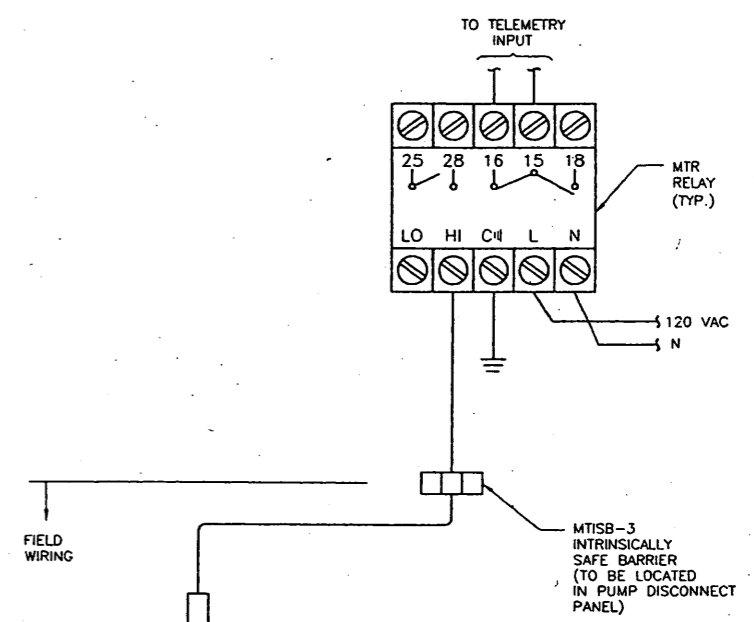 TO TELEMETRY
INPUT
25 28 16 15 18
MTR
RELAY
(TYP.)
LO HI C L N
120 VAC
N
FIELD
WIRING
MTISB-3
INTRINSICALLY
SAFE BARRIER
(TO BE LOCATED
IN PUMP DISCONNECT
PANEL)